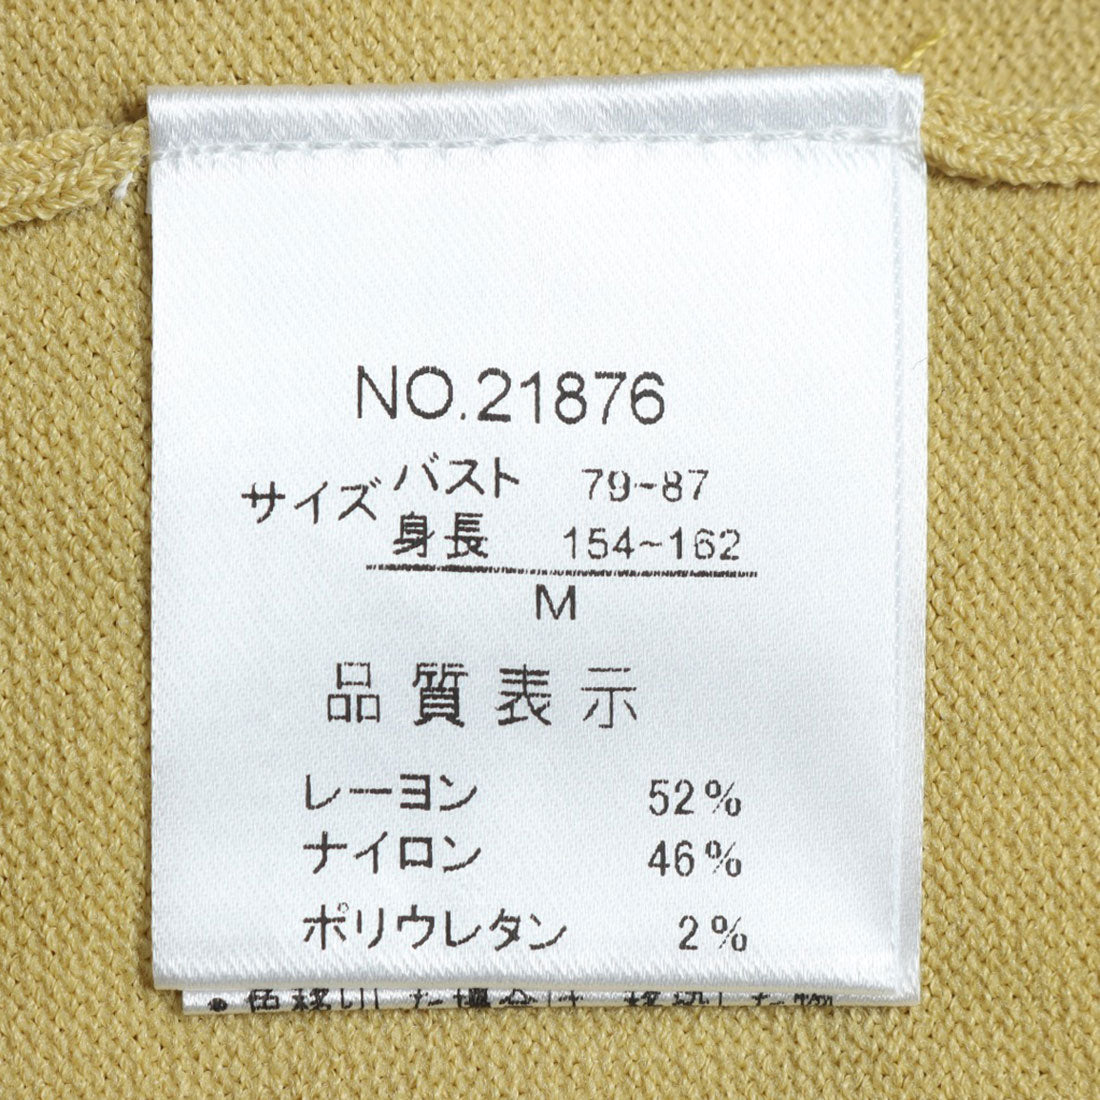 NO.21876
サイズ バスト 79~87
身長 154~162
M
品質表示
レーヨン 52%
ナイロン 46%
ポリウレタン 2%